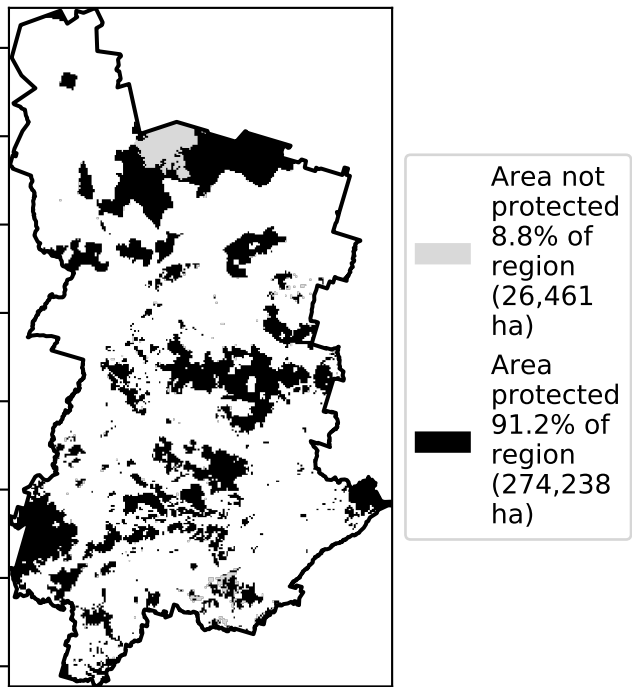 Area not
protected
8.8% of
region
(26,461
ha)
Area
protected
91.2% of
region
(274,238
ha)